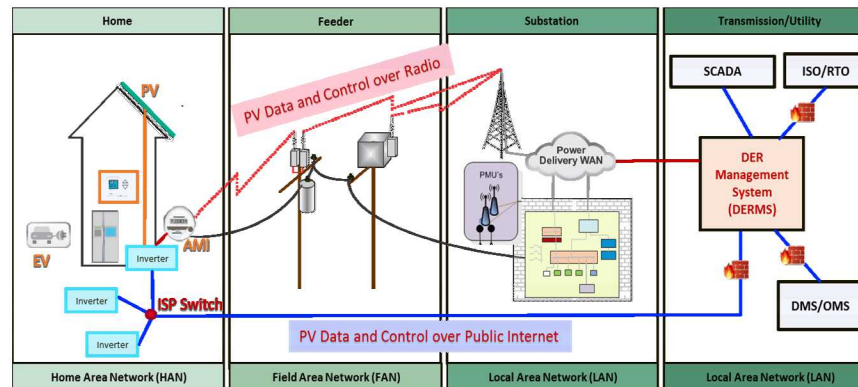 Home
Feeder
Substation
Transmission/Utility
PV
EV
AMI
Inverter
Inverter
Inverter
ISP Switch
PV Data and Control over Radio
PMU's
Power
Delivery WAN
SCADA
ISO/RTO
DER
Management
System
(DERMS)
DMS/OMS
PV Data and Control over Public Internet
Home Area Network (HAN)
Field Area Network (FAN)
Local Area Network (LAN)
Local Area Network (LAN)